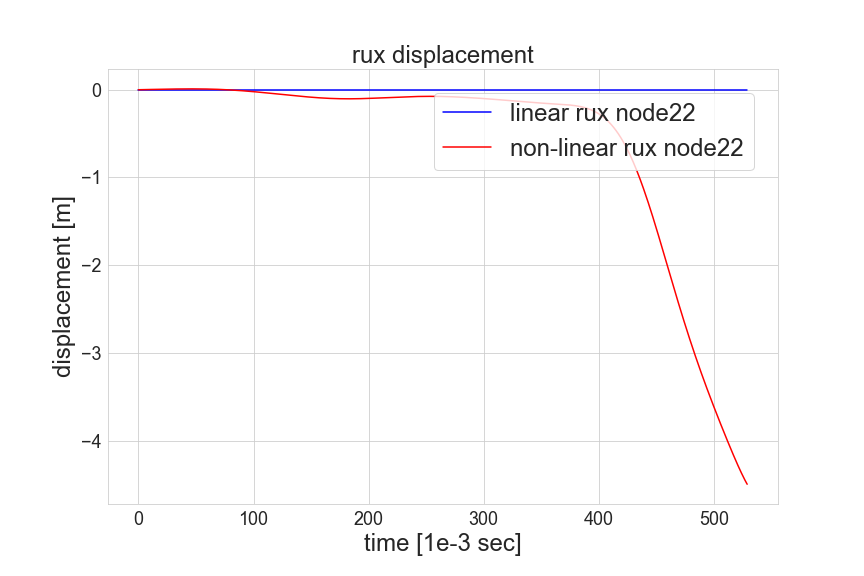 rux displacement
linear rux node22
non-linear rux node22
displacement [m]
0
−1
−2
−3
−4
0 100 200 300 400 500
time [1e-3 sec]